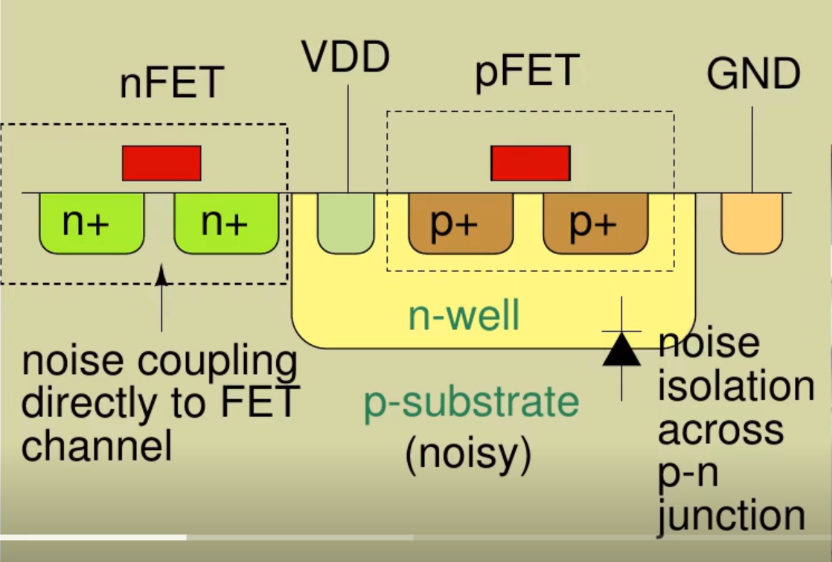 nFET
VDD
pFET
GND
n+
n+
p+
p+
n-well
noise coupling
directly to FET
channel
p-substrate
(noisy)
noise
isolation
across
p-n
junction